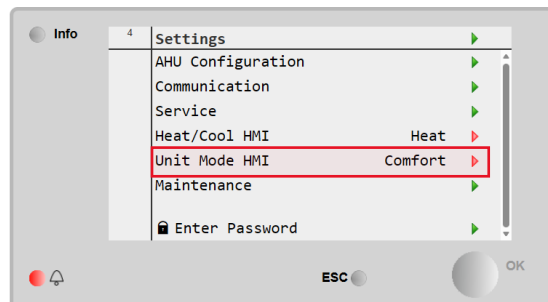 Info
4 Settings
AHU Configuration
Communication
Service
Heat/Cool HMI Heat
Unit Mode HMI Comfort
Maintenance
Enter Password
ESC
OK